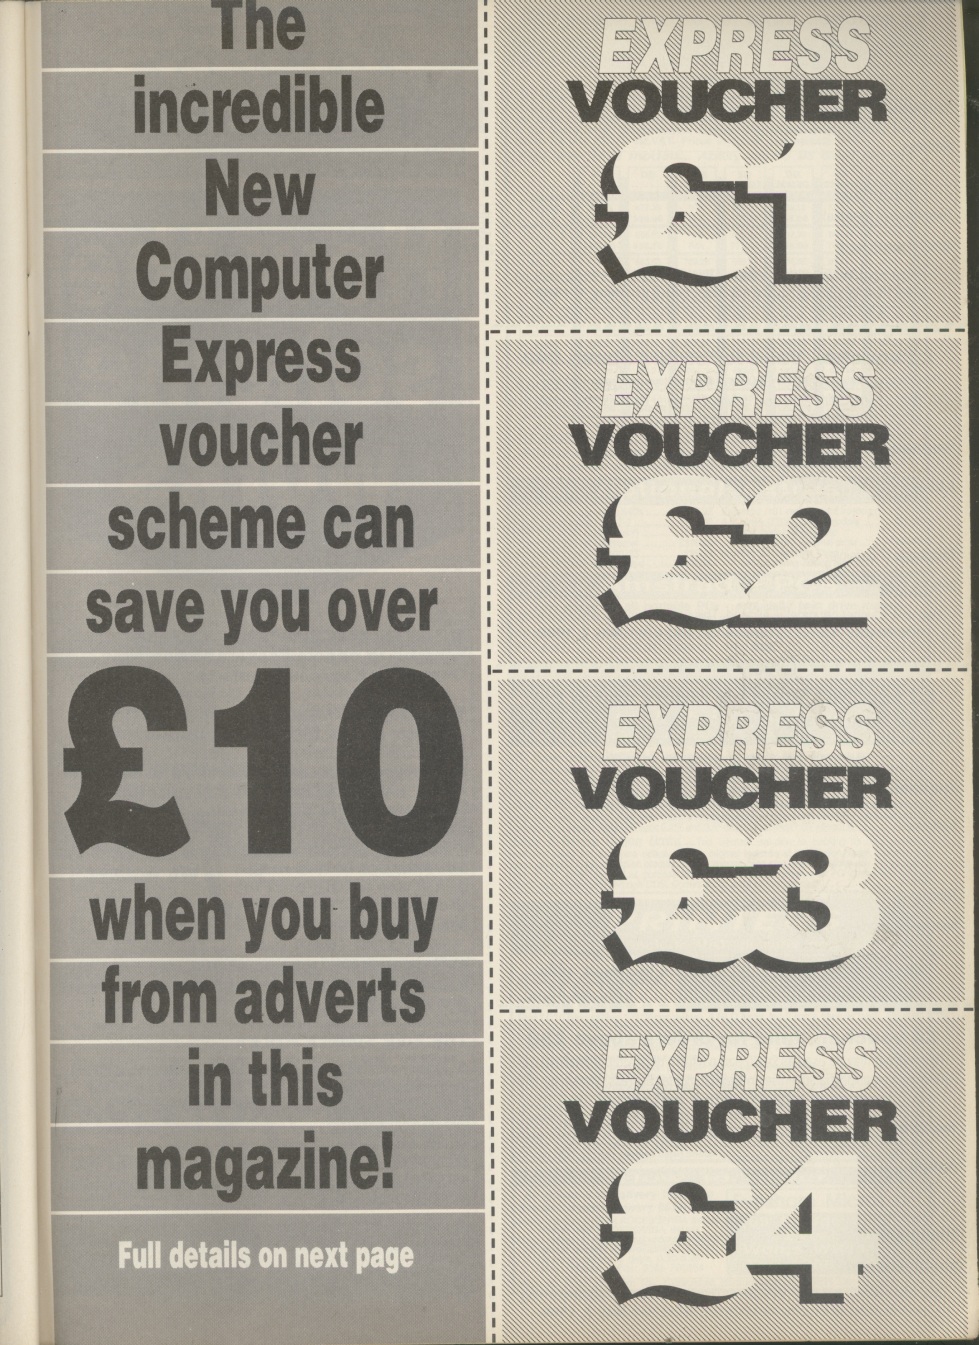 The
incredible
New
Computer
Express
voucher
scheme can
save you over
£10
when you buy
from adverts
in this
magazine!
Full details on next page
EXPRESS
VOUCHER
£1
EXPRESS
VOUCHER
£2
EXPRESS
VOUCHER
£3
EXPRESS
VOUCHER
£4